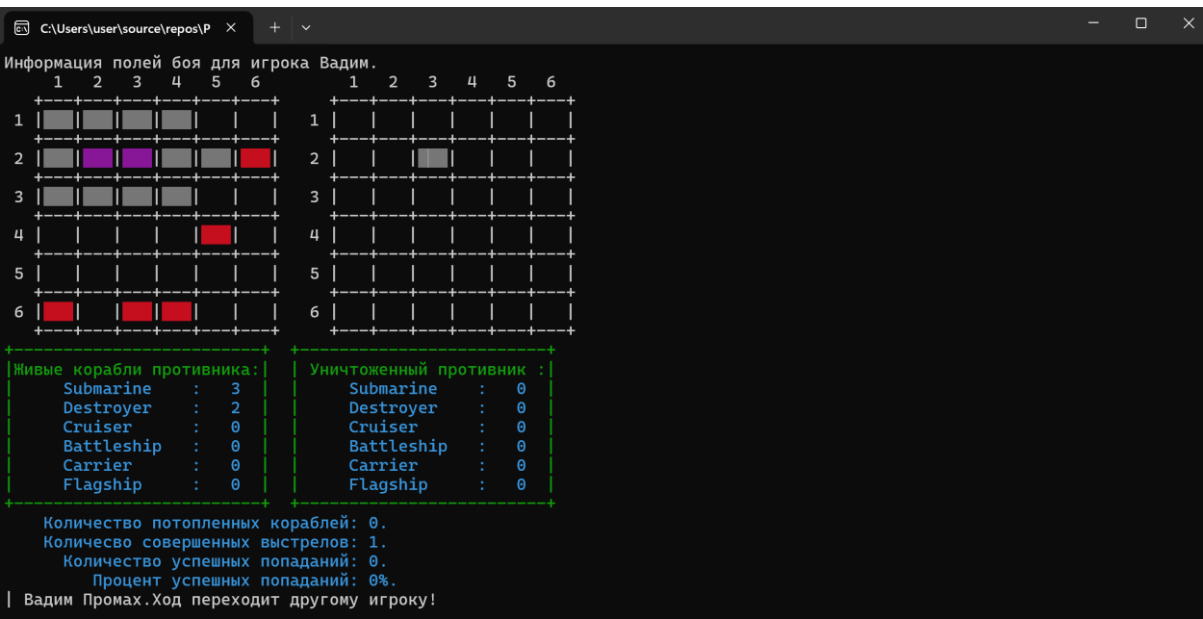 C:\Users\user\source\repos\P
Информация полей боя для игрока Вадим.
1 2 3 4 5 6 1 2 3 4 5 6
1 1
2 2
3 3
4 4
5 5
6 6
Живые корабли противника: Уничтоженный противник :
Submarine : 3 Submarine : 0
Destroyer : 2 Destroyer : 0
Cruiser : 0 Cruiser : 0
Battleship : 0 Battleship : 0
Carrier : 0 Carrier : 0
Flagship : 0 Flagship : 0
Количество потопленных кораблей: 0.
Количесво совершенных выстрелов: 1.
Количество успешных попаданий: 0.
Процент успешных попаданий: 0%.
| Вадим Промах.Ход переходит другому игроку!